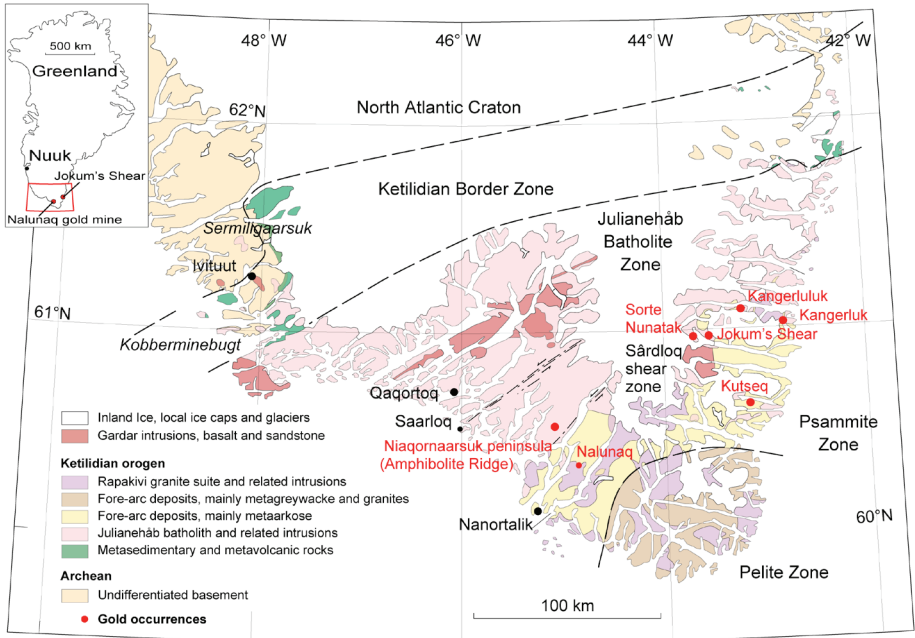 500 km
Greenland
Nuuk
Jokum's Shear
Nalunaq gold mine
48°W
46°W
44°W
42°W
62°N
North Atlantic Craton
Ketilidian Border Zone
Sermiligaarsuk
Julianehåb
Batholite
Zone
Ivituut
61°N
Kangerluluk
Kangerluk
Sorte
Nunatak
Jokum's Shear
Kobberminebugt
Sârdloq
shear
zone
Qaqortoq
Kutseq
Saarloq
Psammite
Zone
Niaqornaarsuk peninsula
(Amphibolite Ridge)
Nalunaq
Nanortalik
60°N
Pelite Zone
100 km
Inland Ice, local ice caps and glaciers
Gardar intrusions, basalt and sandstone
Ketilidian orogen
Rapakivi granite suite and related intrusions
Fore-arc deposits, mainly metagreywacke and granites
Fore-arc deposits, mainly metaarkose
Julianehåb batholith and related intrusions
Metasedimentary and metavolcanic rocks
Archean
Undifferentiated basement
Gold occurrences